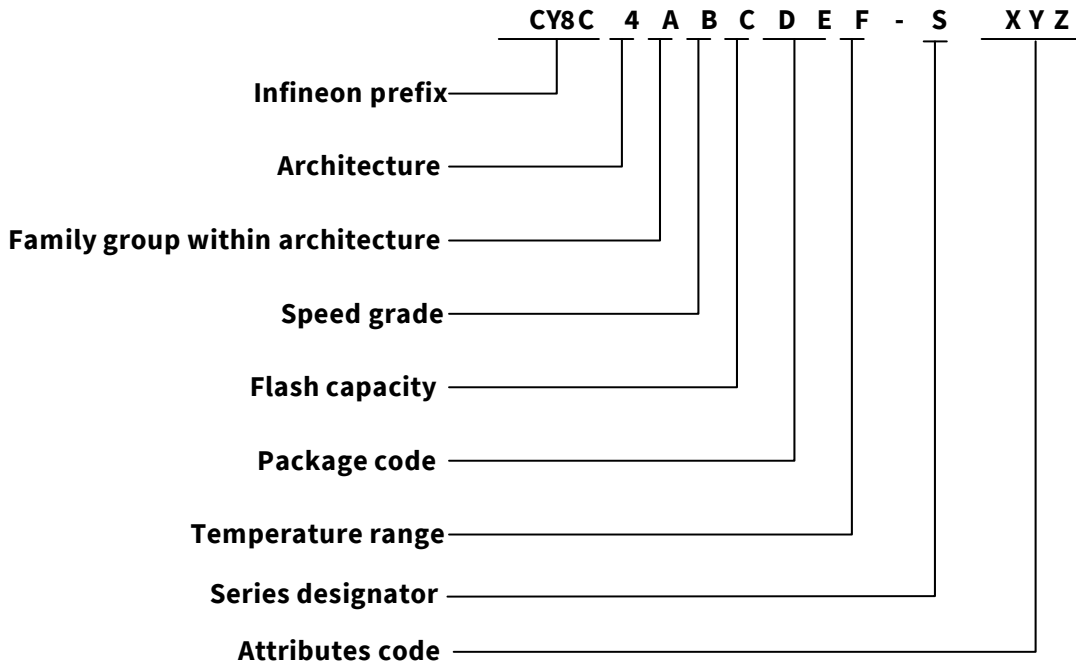 CY8C 4 A B C D E F - S X Y Z
Infineon prefix
Architecture
Family group within architecture
Speed grade
Flash capacity
Package code
Temperature range
Series designator
Attributes code